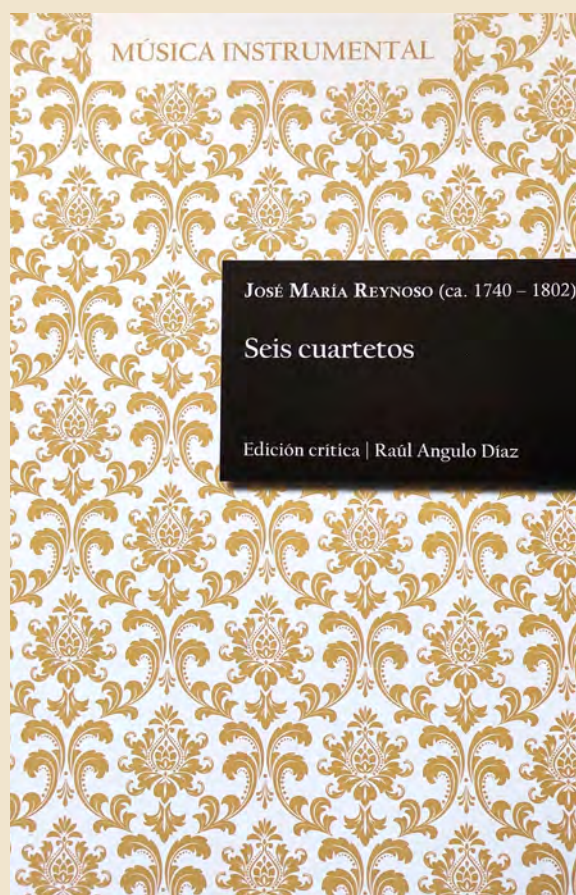 MÚSICA INSTRUMENTAL
JOSÉ MARÍA REYNOSO (ca. 1740 – 1802)
Seis cuartetos
Edición crítica | Raúl Angulo Díaz